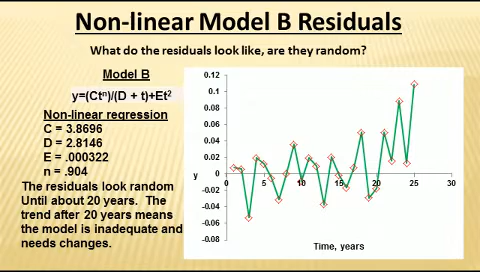 Non-linear Model B Residuals
What do the residuals look like, are they random?
Model B
y=(Ctⁿ)/(D + t)+Et²
Non-linear regression
C = 3.8696
D = 2.8146
E = .000322
n = .904
The residuals look random
Until about 20 years. The
trend after 20 years means
the model is inadequate and
needs changes.
0.12
0.1
0.08
0.06
0.04
0.02
0
-0.02
-0.04
-0.06
-0.08
y
0 5 10 15 20 25 30
Time, years